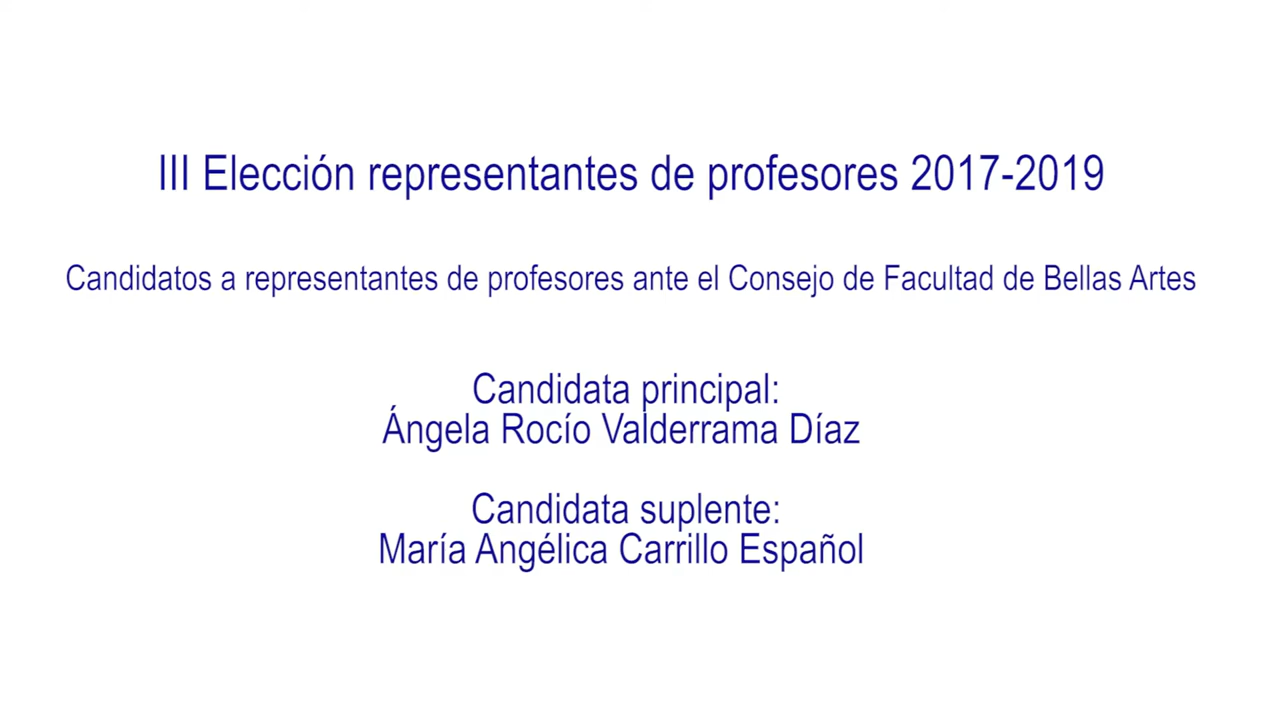 III Elección representantes de profesores 2017-2019
Candidatos a representantes de profesores ante el Consejo de Facultad de Bellas Artes
Candidata principal:
Ángela Rocío Valderrama Díaz
Candidata suplente:
María Angélica Carrillo Español